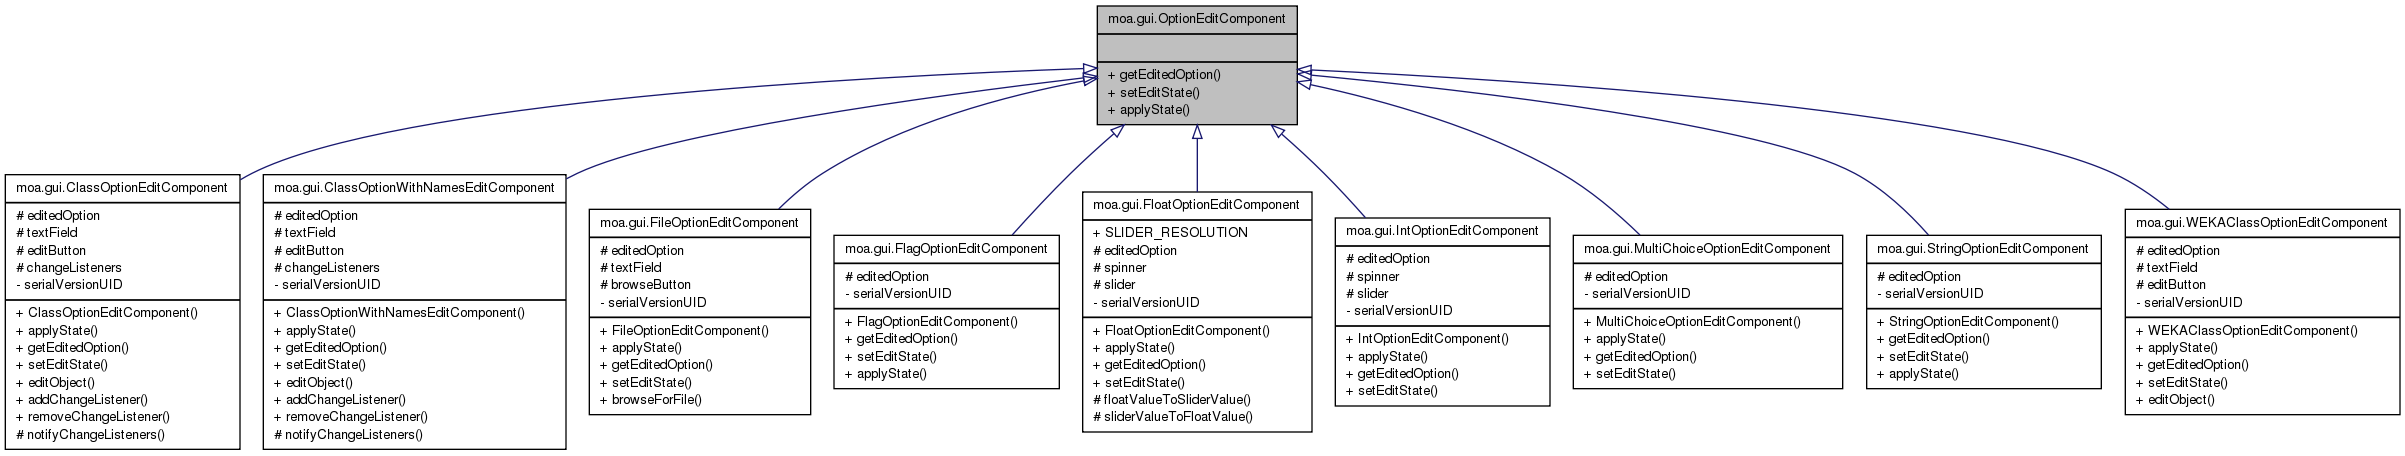 moa.gui.OptionEditComponent
+ getEditedOption()
+ setEditState()
+ applyState()
moa.gui.ClassOptionEditComponent
# editedOption
# textField
# editButton
# changeListeners
- serialVersionUID
+ ClassOptionEditComponent()
+ applyState()
+ getEditedOption()
+ setEditState()
+ editObject()
+ addChangeListener()
+ removeChangeListener()
# notifyChangeListeners()
moa.gui.ClassOptionWithNamesEditComponent
# editedOption
# textField
# editButton
# changeListeners
- serialVersionUID
+ ClassOptionWithNamesEditComponent()
+ applyState()
+ getEditedOption()
+ setEditState()
+ editObject()
+ addChangeListener()
+ removeChangeListener()
# notifyChangeListeners()
moa.gui.FileOptionEditComponent
# editedOption
# textField
# browseButton
- serialVersionUID
+ FileOptionEditComponent()
+ applyState()
+ getEditedOption()
+ setEditState()
+ browseForFile()
moa.gui.FlagOptionEditComponent
# editedOption
- serialVersionUID
+ FlagOptionEditComponent()
+ getEditedOption()
+ setEditState()
+ applyState()
moa.gui.FloatOptionEditComponent
+ SLIDER_RESOLUTION
# editedOption
# spinner
# slider
- serialVersionUID
+ FloatOptionEditComponent()
+ applyState()
+ getEditedOption()
+ setEditState()
# floatValueToSliderValue()
# sliderValueToFloatValue()
moa.gui.IntOptionEditComponent
# editedOption
# spinner
# slider
- serialVersionUID
+ IntOptionEditComponent()
+ applyState()
+ getEditedOption()
+ setEditState()
moa.gui.MultiChoiceOptionEditComponent
# editedOption
- serialVersionUID
+ MultiChoiceOptionEditComponent()
+ applyState()
+ getEditedOption()
+ setEditState()
moa.gui.StringOptionEditComponent
# editedOption
- serialVersionUID
+ StringOptionEditComponent()
+ getEditedOption()
+ setEditState()
+ applyState()
moa.gui.WEKAClassOptionEditComponent
# editedOption
# textField
# editButton
- serialVersionUID
+ WEKAClassOptionEditComponent()
+ applyState()
+ getEditedOption()
+ setEditState()
+ editObject()